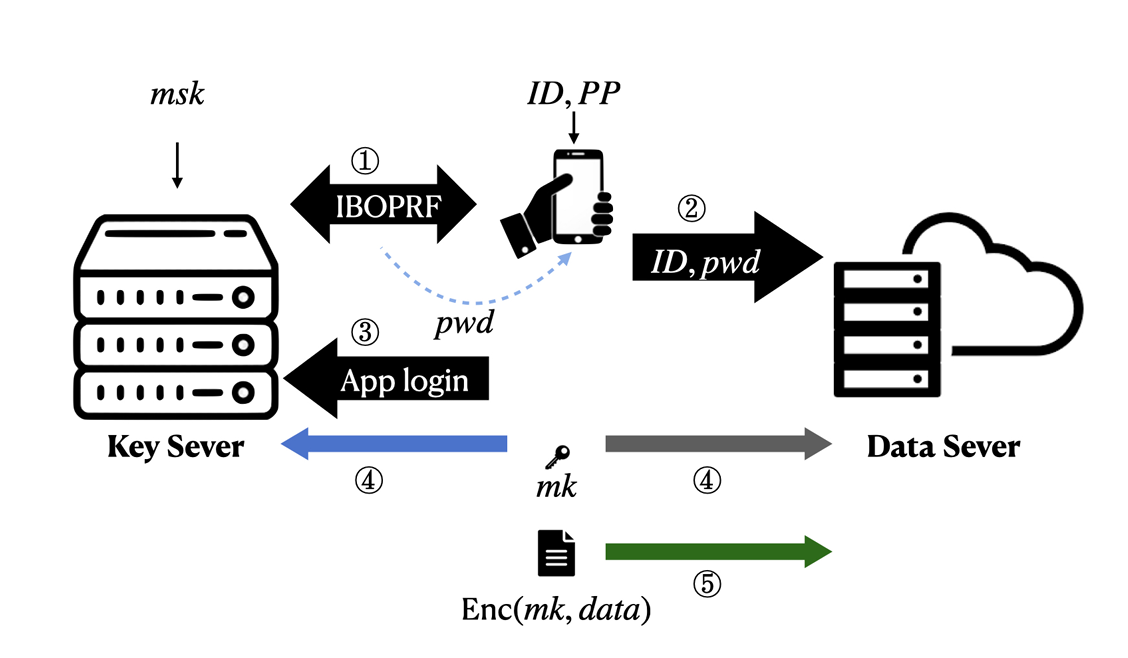 msk
ID, PP
①
IBOPRF
②
ID, pwd
pwd
③
App login
Key Sever
Data Sever
④
mk
④
Enc(mk, data)
⑤